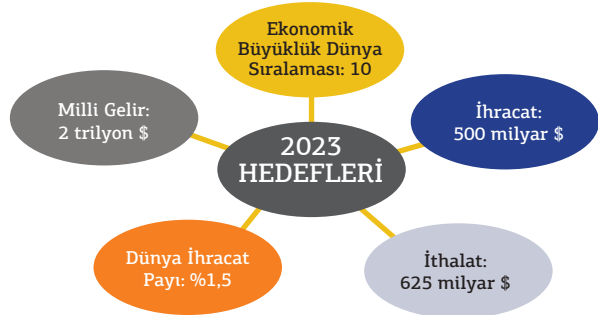 Ekonomik
Büyüklük Dünya
Sıralaması: 10
Milli Gelir:
2 trilyon $
İhracat:
500 milyar $
2023
HEDEFLERİ
Dünya İhracat
Payı: %1,5
İthalat:
625 milyar $